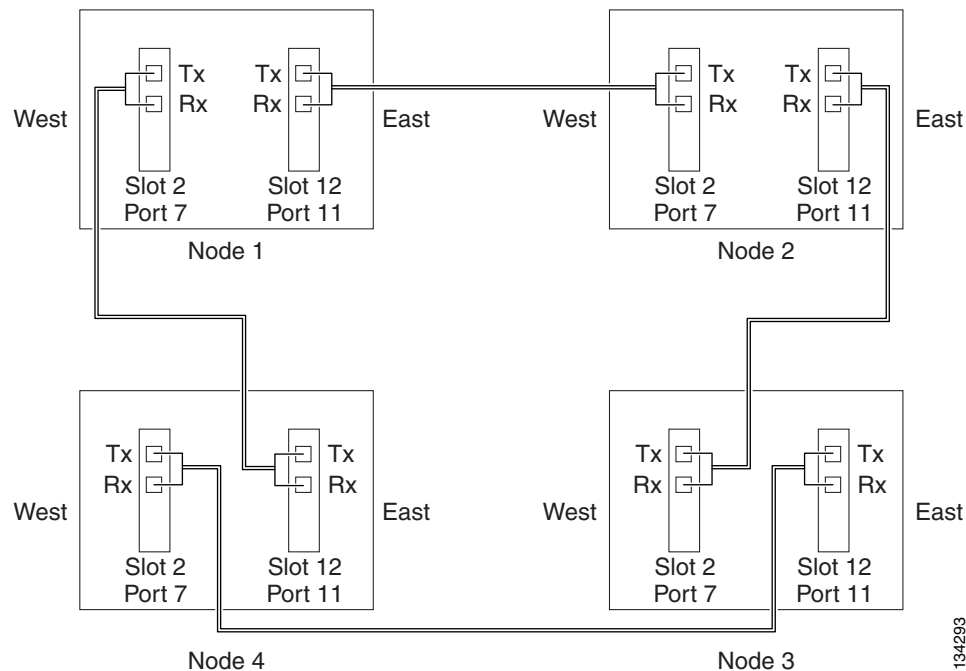 Tx Tx Tx Tx
Rx Rx Rx Rx
West East West East
Slot 2 Slot 12 Slot 2 Slot 12
Port 7 Port 11 Port 7 Port 11
Node 1 Node 2
Tx Tx Tx Tx
Rx Rx Rx Rx
West East West East
Slot 2 Slot 12 Slot 2 Slot 12
Port 7 Port 11 Port 7 Port 11
Node 4 Node 3
134293